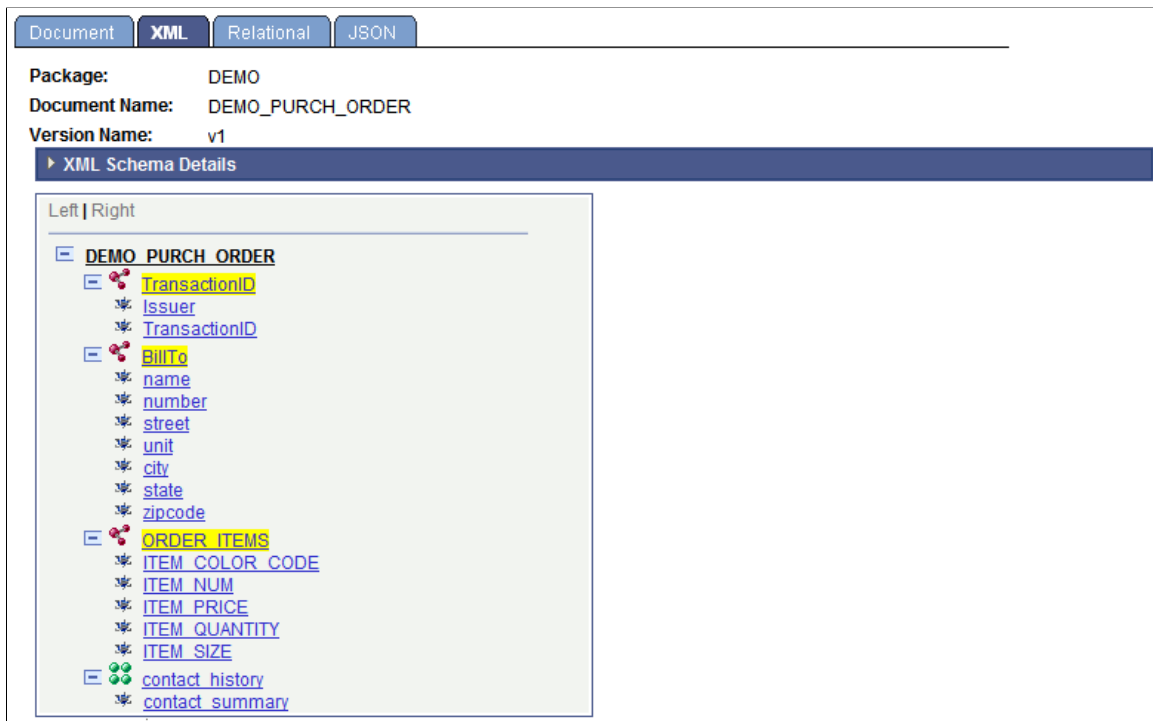 Document XML Relational JSON
Package: DEMO
Document Name: DEMO_PURCH_ORDER
Version Name: v1
XML Schema Details
Left | Right
DEMO_PURCH_ORDER
TransactionID
Issuer
TransactionID
BillTo
name
number
street
unit
city
state
zipcode
ORDER_ITEMS
ITEM_COLOR_CODE
ITEM_NUM
ITEM_PRICE
ITEM_QUANTITY
ITEM_SIZE
contact_history
contact_summary